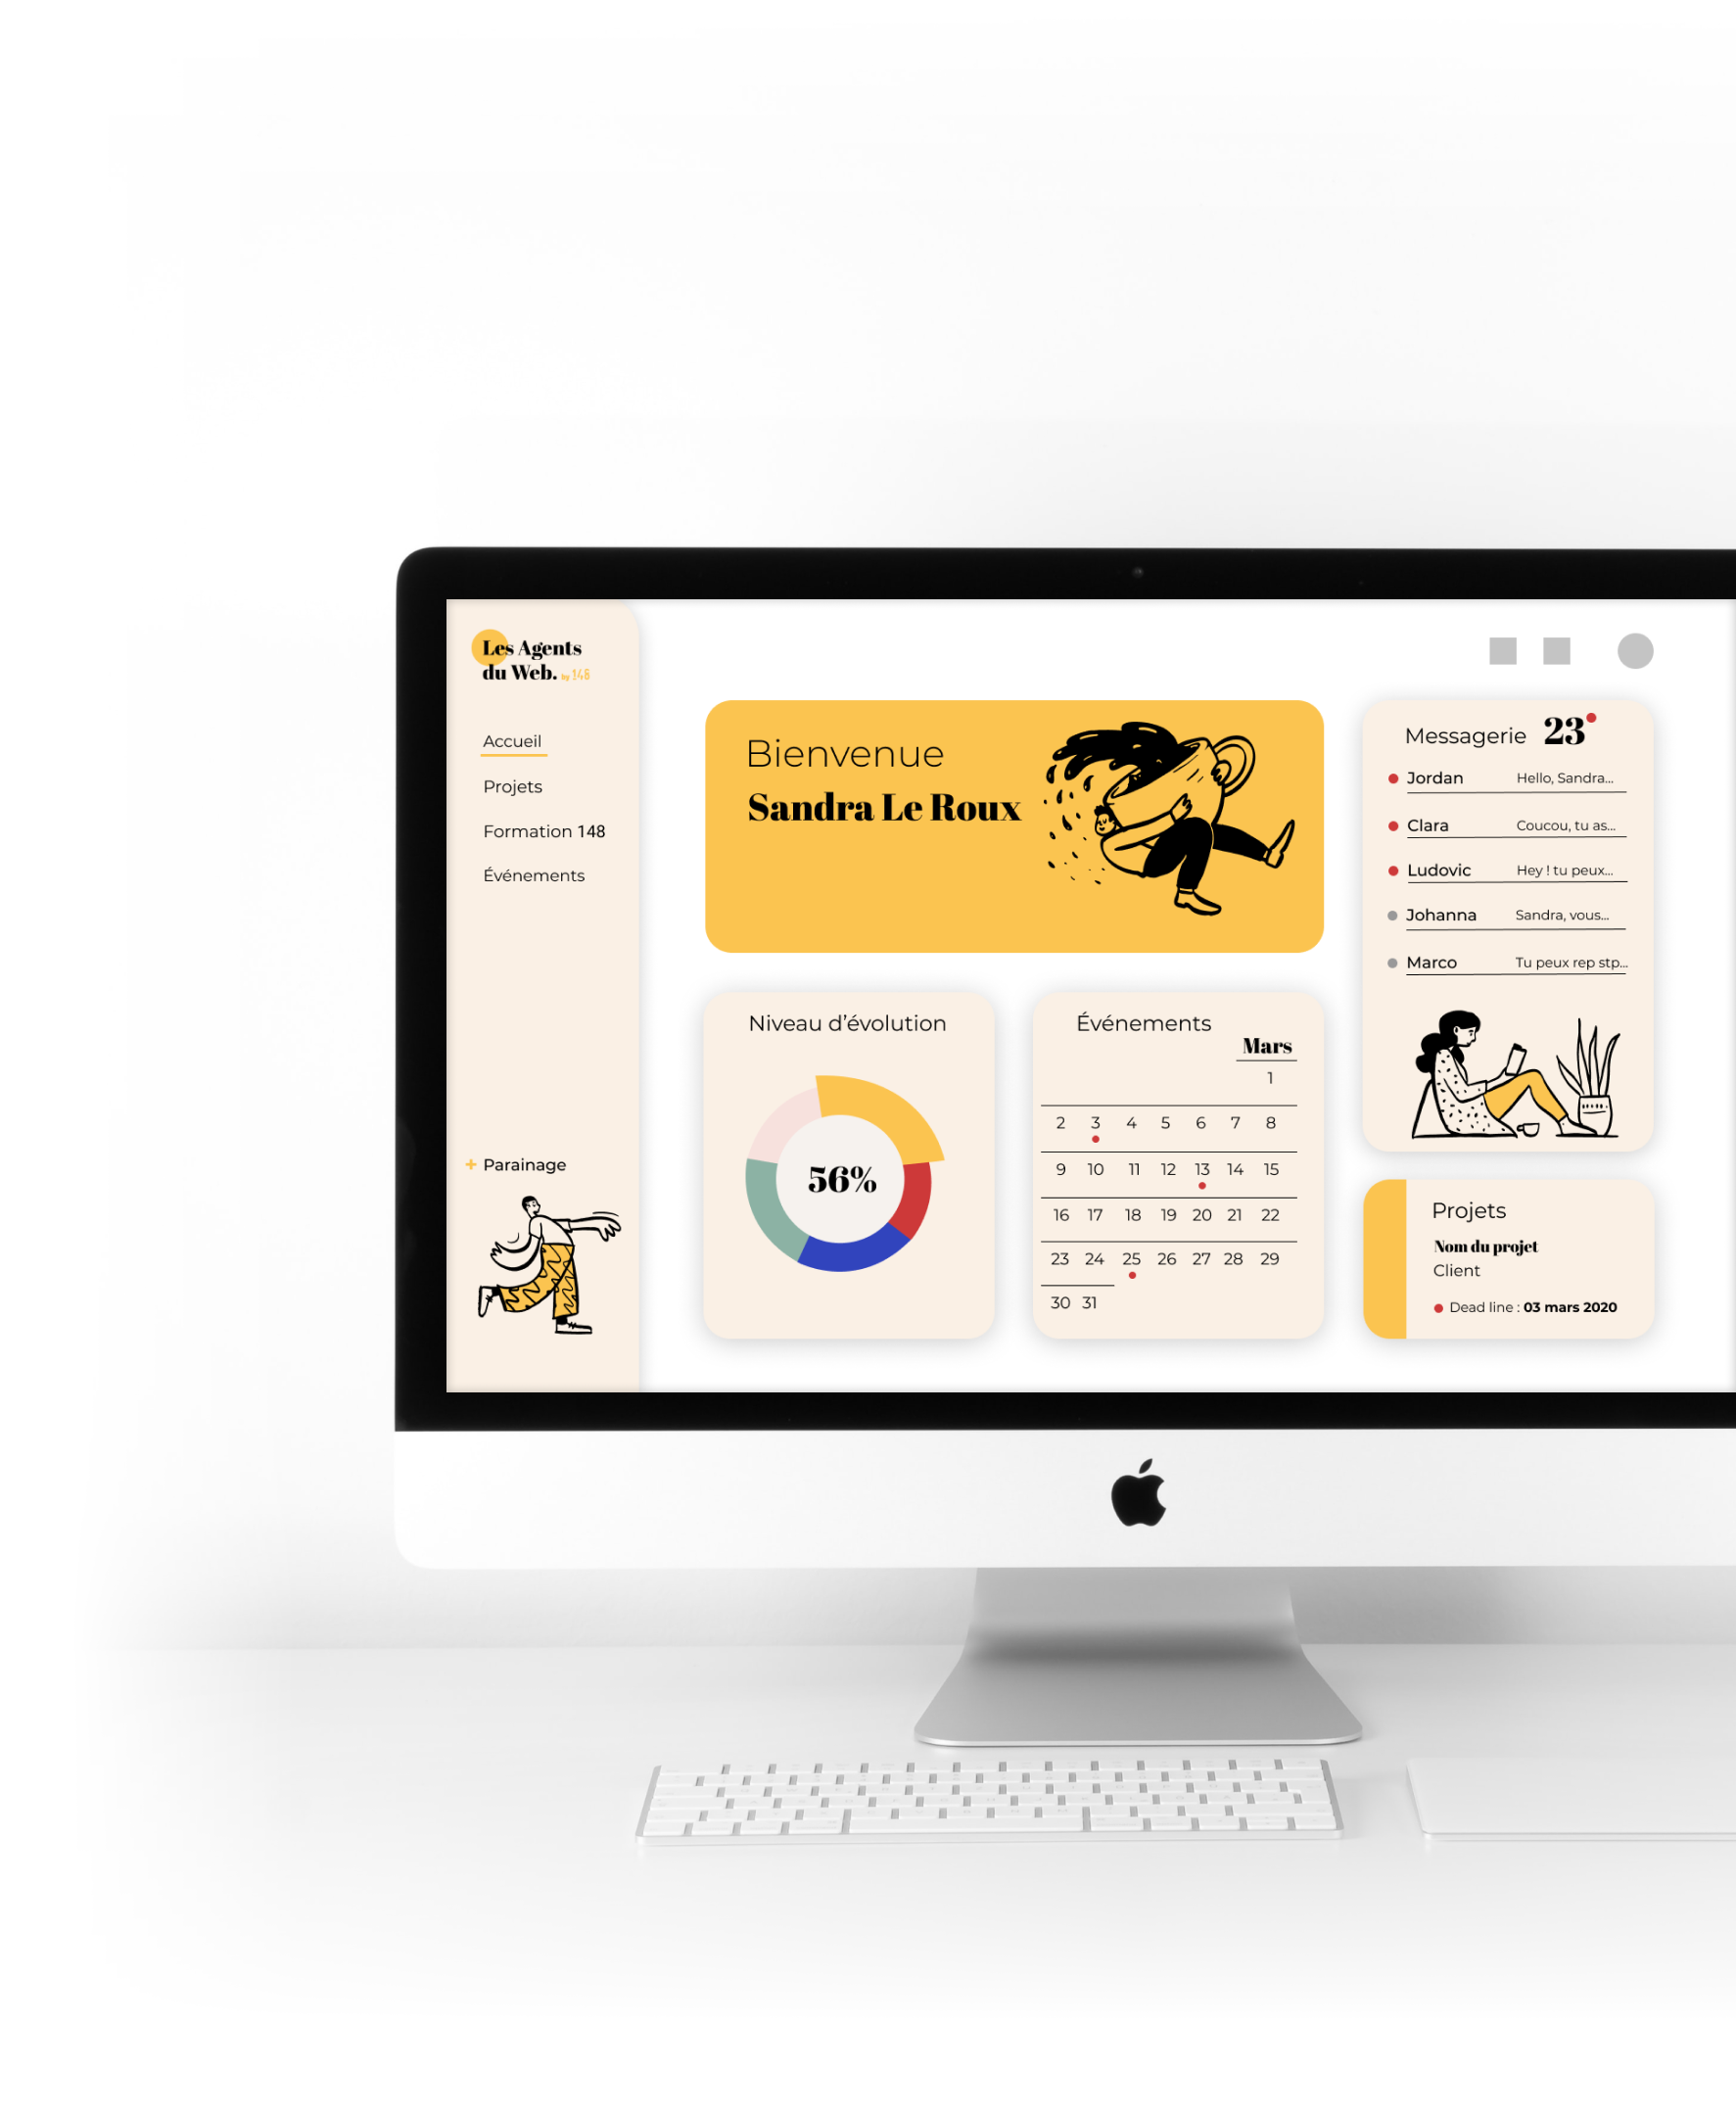 Les Agents
du Web. by 148
Accueil
Projets
Formation 148
Événements
+ Parainage
Bienvenue
Sandra Le Roux
Niveau d’évolution
56%
Événements
Mars
1
2 3 4 5 6 7 8
9 10 11 12 13 14 15
16 17 18 19 20 21 22
23 24 25 26 27 28 29
30 31
Messagerie 23
Jordan Hello, Sandra...
Clara Coucou, tu as...
Ludovic Hey ! tu peux...
Johanna Sandra, vous...
Marco Tu peux rep stp...
Projets
Nom du projet
Client
Dead line : 03 mars 2020